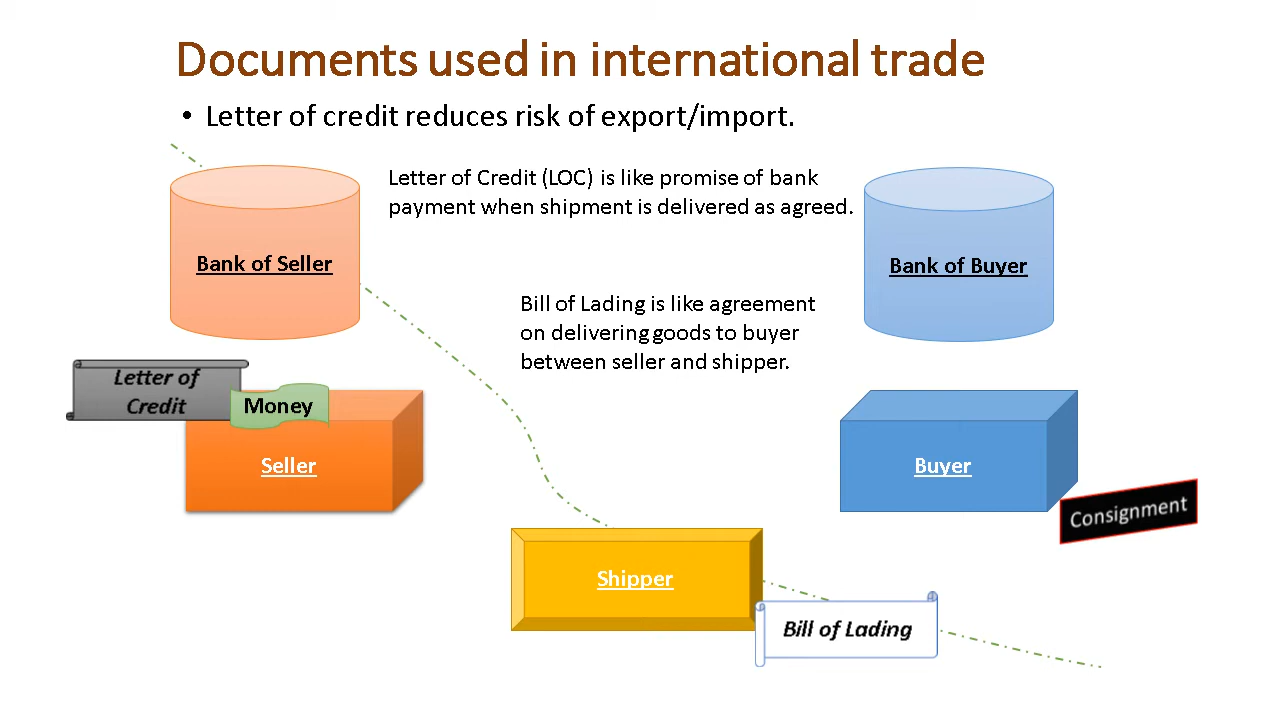 Documents used in international trade
• Letter of credit reduces risk of export/import.
Letter of Credit (LOC) is like promise of bank
payment when shipment is delivered as agreed.
Bank of Seller
Bank of Buyer
Bill of Lading is like agreement
on delivering goods to buyer
between seller and shipper.
Letter of
Credit
Money
Seller
Buyer
Consignment
Shipper
Bill of Lading